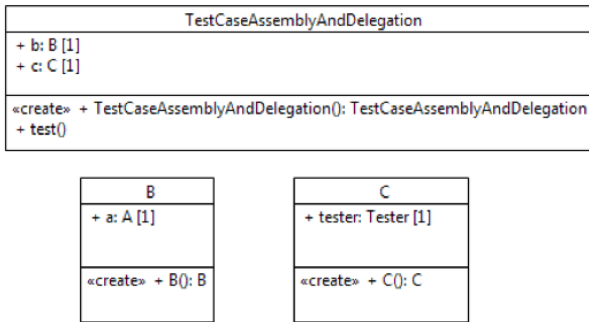 TestCaseAssemblyAndDelegation
+ b: B [1]
+ c: C [1]
«create» + TestCaseAssemblyAndDelegation(): TestCaseAssemblyAndDelegation
+ test()
B
+ a: A [1]
«create» + B(): B
C
+ tester: Tester [1]
«create» + C(): C